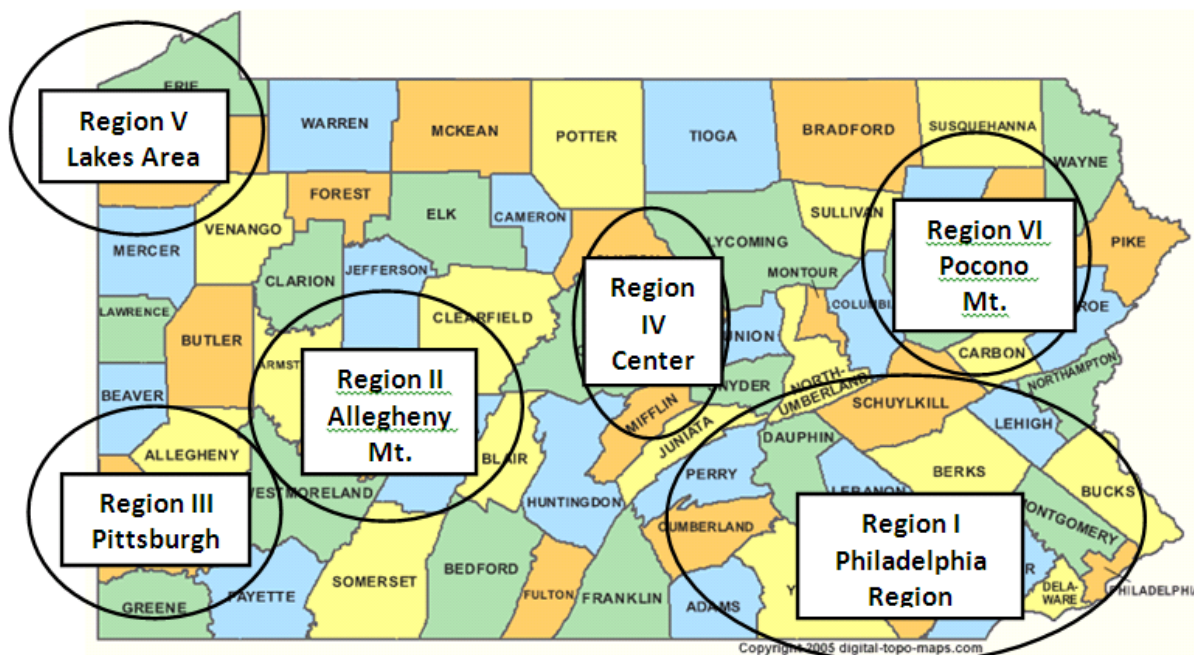 ERIE
Region V
Lakes Area
WARREN
MCKEAN
POTTER
TIOGA
BRADFORD
SUSQUEHANNA
WAYNE
FOREST
ELK
CAMERON
SULLIVAN
MERCER
VENANGO
CLARION
JEFFERSON
LYCOMING
MONTOUR
Region VI
Pocono
Mt.
PIKE
LAWRENCE
BUTLER
CLEARFIELD
Region
IV
Center
UNION
CARBON
NORTHAMPTON
BEAVER
Region II
Allegheny
Mt.
SNYDER
NORTH-
UMBERLAND
SCHUYLKILL
LEHIGH
ALLEGHENY
BLAIR
MIFFLIN
JUNIATA
DAUPHIN
PERRY
BERKS
BUCKS
Region III
Pittsburgh
HUNTINGDON
CUMBERLAND
LEBANON
Region I
Philadelphia
Region
GREENE
FAYETTE
SOMERSET
BEDFORD
FULTON
FRANKLIN
ADAMS
DELA-
WARE
PHILADELPHIA
Copyright 2005 digital-topo-maps.com